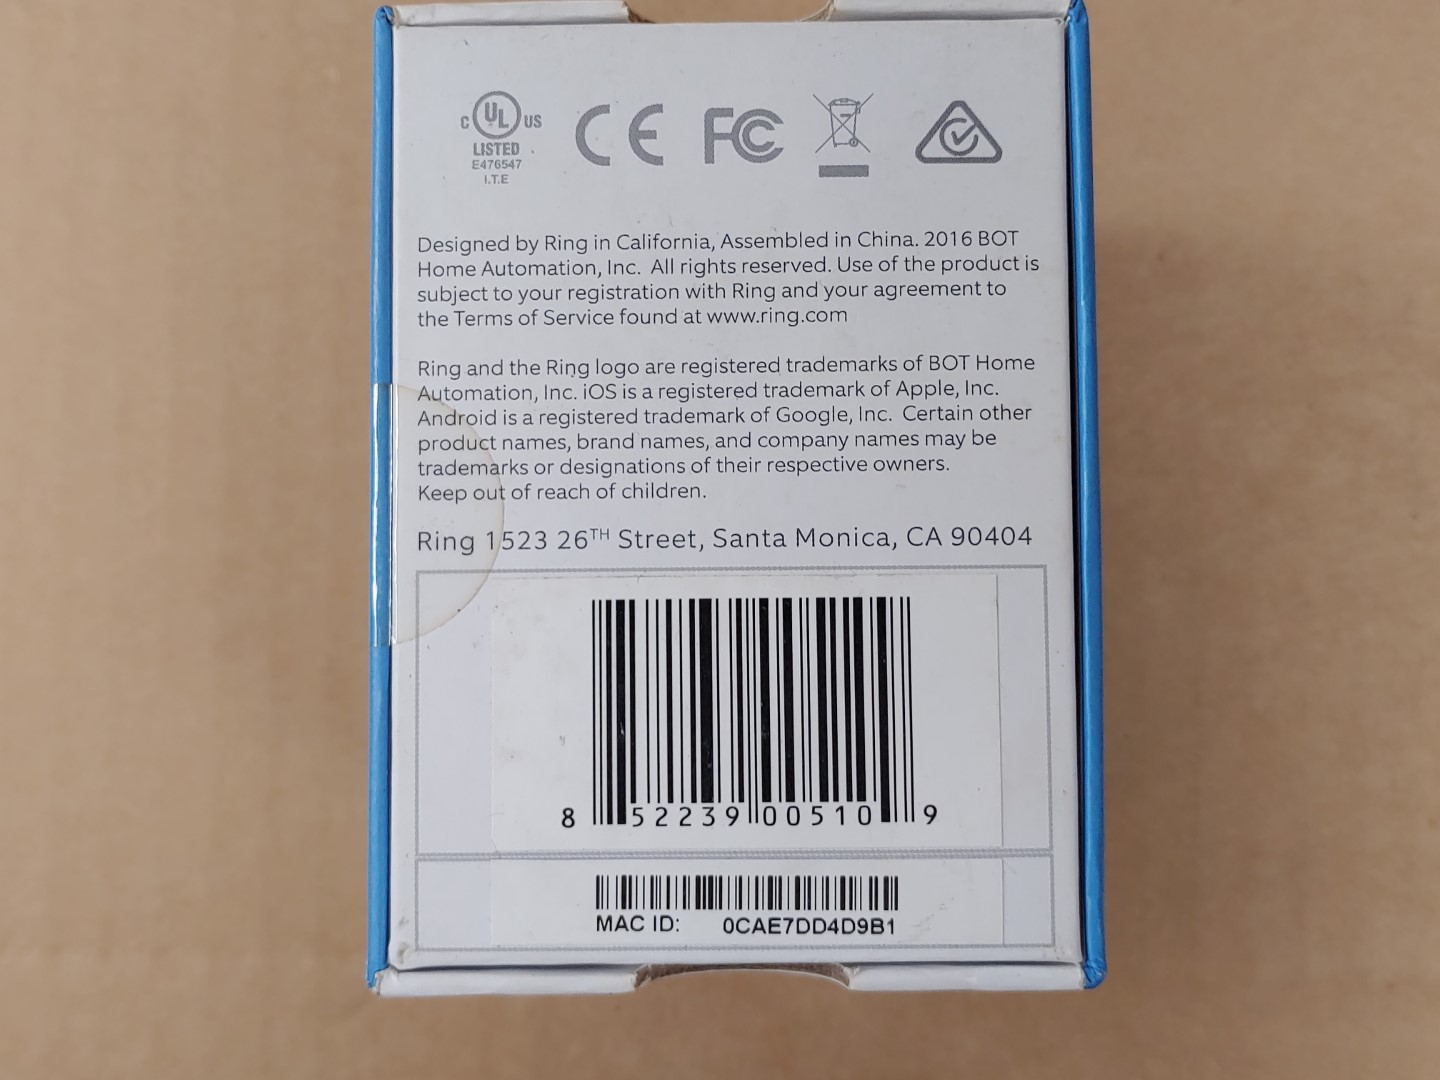 C UL US
LISTED
E476547
I.T.E
CE FC
Designed by Ring in California, Assembled in China. 2016 BOT
Home Automation, Inc. All rights reserved. Use of the product is
subject to your registration with Ring and your agreement to
the Terms of Service found at www.ring.com
Ring and the Ring logo are registered trademarks of BOT Home
Automation, Inc. iOS is a registered trademark of Apple, Inc.
Android is a registered trademark of Google, Inc. Certain other
product names, brand names, and company names may be
trademarks or designations of their respective owners.
Keep out of reach of children.
Ring 1523 26TH Street, Santa Monica, CA 90404
8 52239 00510 9
MAC ID: 0CAE7DD4D9B1